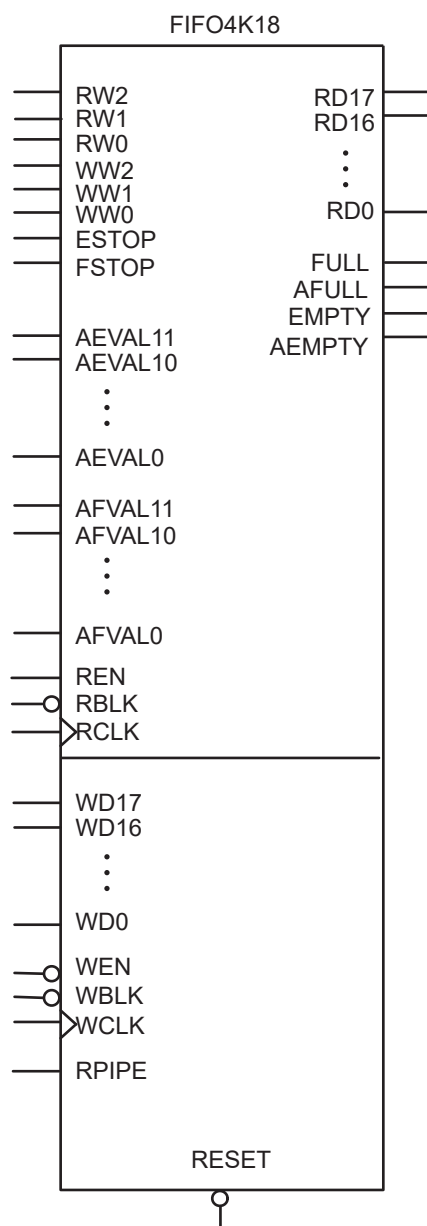 FIFO4K18
RW2
RW1
RW0
WW2
WW1
WW0
ESTOP
FSTOP
AEVAL11
AEVAL10
AEVAL0
AFVAL11
AFVAL10
AFVAL0
REN
RBLK
RCLK
WD17
WD16
WD0
WEN
WBLK
WCLK
RPIPE
RD17
RD16
RD0
FULL
AFULL
EMPTY
AEMPTY
RESET